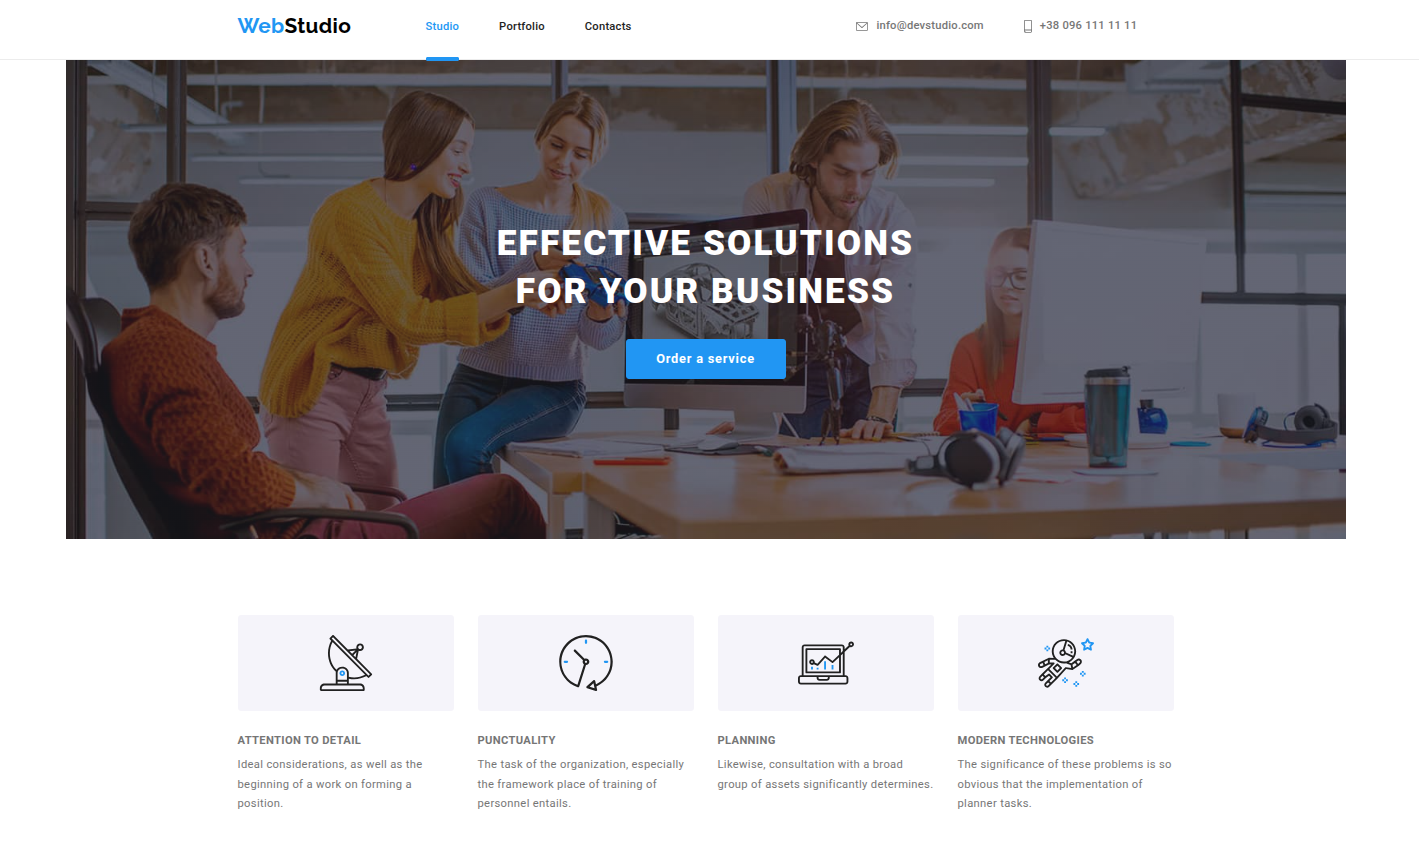 WebStudio Studio Portfolio Contacts info@devstudio.com +38 096 111 11 11
EFFECTIVE SOLUTIONS
FOR YOUR BUSINESS
Order a service
ATTENTION TO DETAIL
Ideal considerations, as well as the
beginning of a work on forming a
position.
PUNCTUALITY
The task of the organization, especially
the framework place of training of
personnel entails.
PLANNING
Likewise, consultation with a broad
group of assets significantly determines.
MODERN TECHNOLOGIES
The significance of these problems is so
obvious that the implementation of
planner tasks.